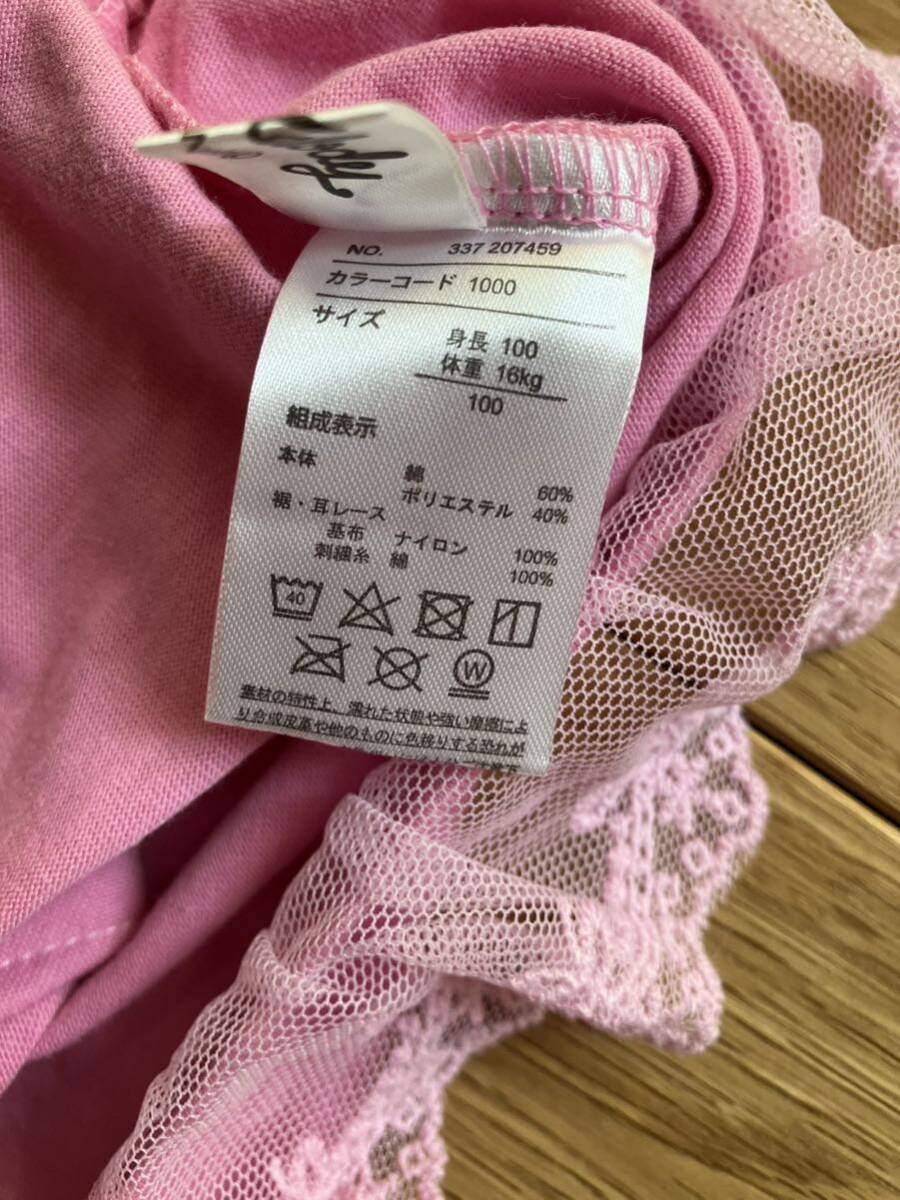 NO. 337 207459
カラーコード 1000
サイズ
身長 100
体重 16kg
100
組成表示
本体
綿 60%
ポリエステル 40%
裾・耳レース
基布 ナイロン 100%
刺繍糸 綿 100%
40
W
素材の特性上、濡れた状態や強い摩擦によ
り合成皮革や他のものに色移りする恐れが